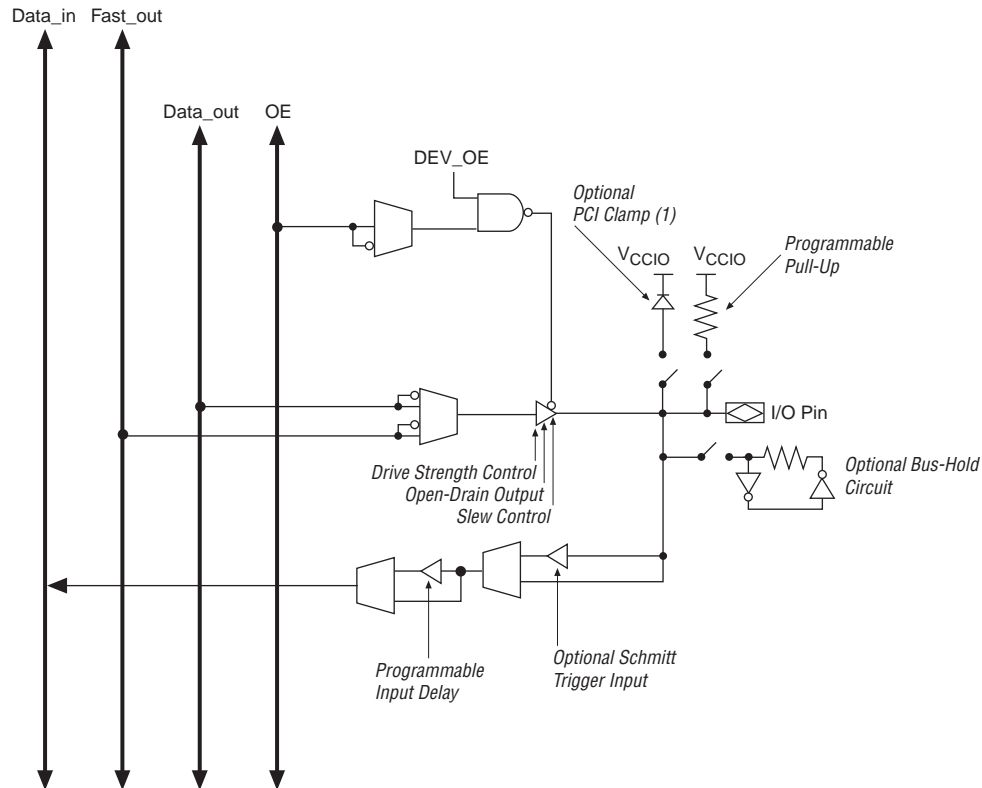 Data_in Fast_out
Data_out OE
DEV_OE
Optional
PCI Clamp (1)
Programmable
Pull-Up
VCCIO VCCIO
I/O Pin
Drive Strength Control
Open-Drain Output
Slew Control
Optional Bus-Hold
Circuit
Programmable
Input Delay
Optional Schmitt
Trigger Input